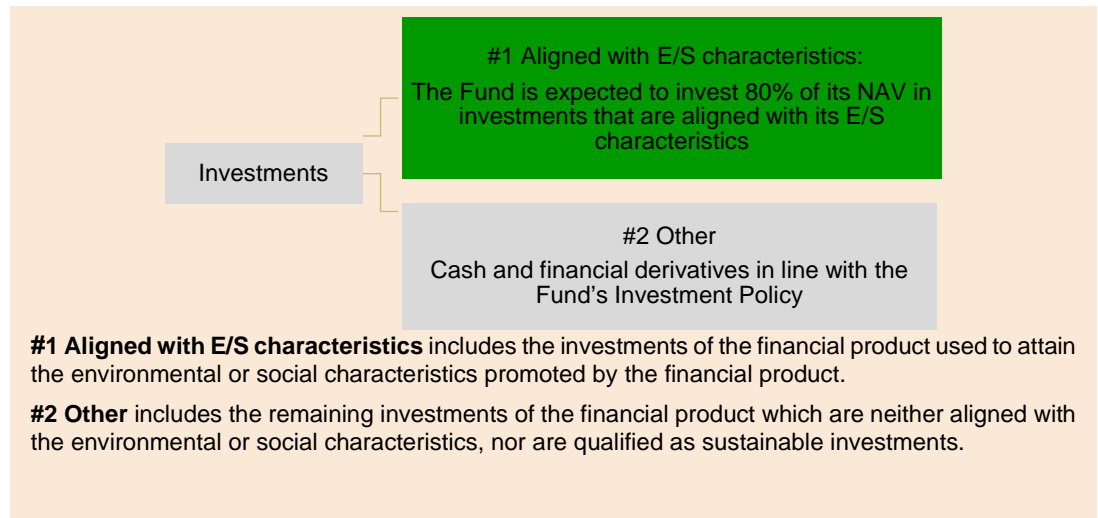 #1 Aligned with E/S characteristics:
The Fund is expected to invest 80% of its NAV in
investments that are aligned with its E/S
characteristics
Investments
#2 Other
Cash and financial derivatives in line with the
Fund's Investment Policy
#1 Aligned with E/S characteristics includes the investments of the financial product used to attain
the environmental or social characteristics promoted by the financial product.
#2 Other includes the remaining investments of the financial product which are neither aligned with
the environmental or social characteristics, nor are qualified as sustainable investments.